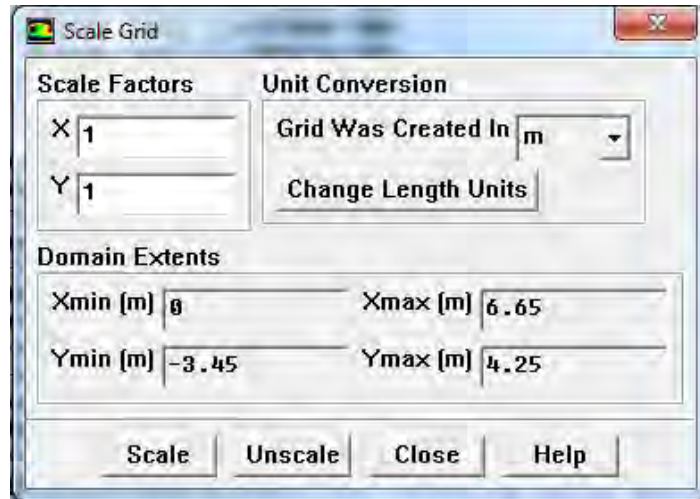 Scale Grid
Scale Factors Unit Conversion
X 1 Grid Was Created In m
Y 1 Change Length Units
Domain Extents
Xmin (m) 0 Xmax (m) 6.65
Ymin (m) -3.45 Ymax (m) 4.25
Scale Unscale Close Help